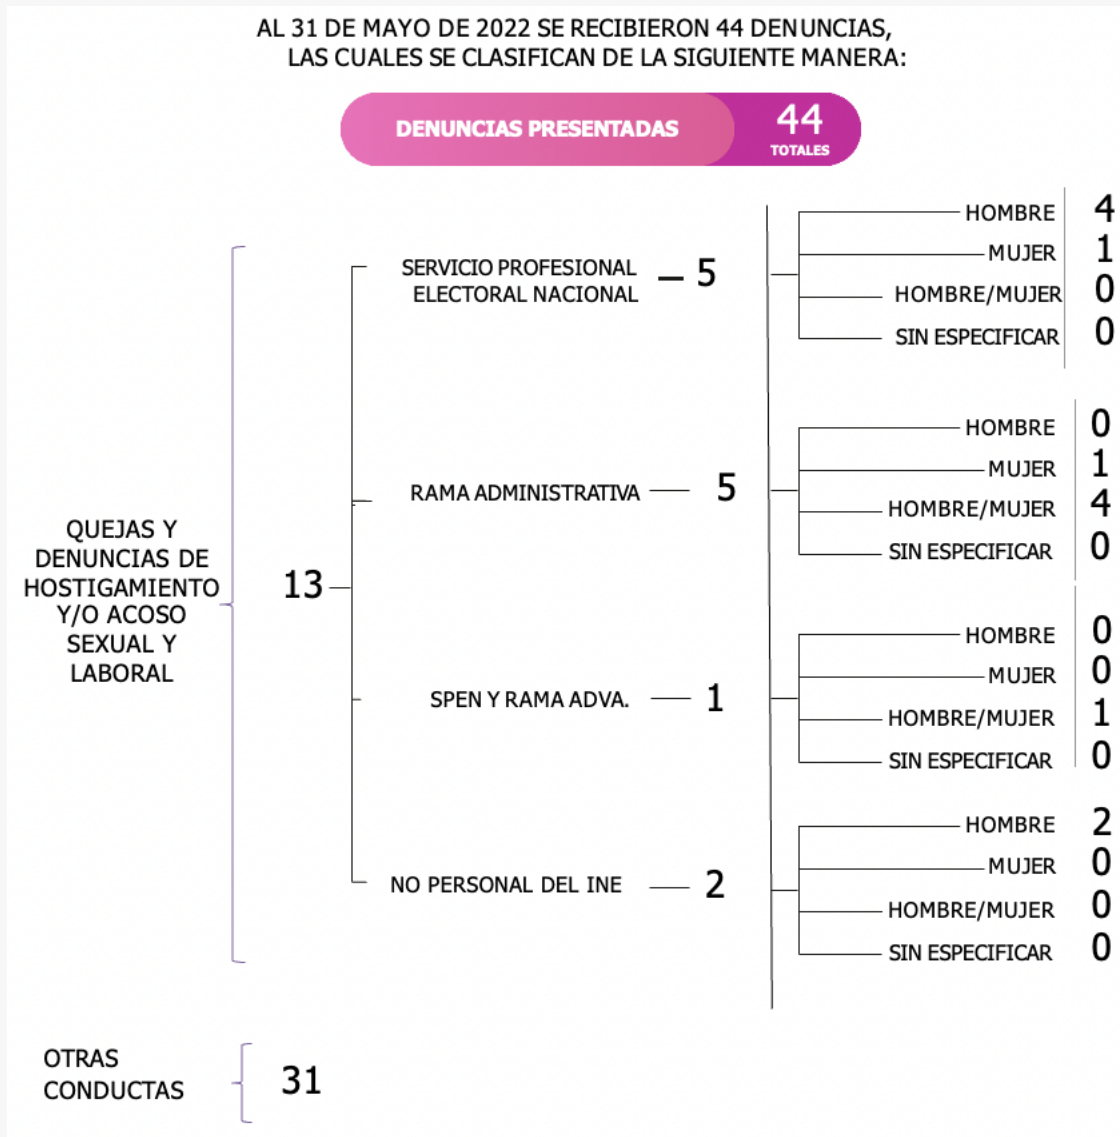 AL 31 DE MAYO DE 2022 SE RECIBIERON 44 DENUNCIAS,
LAS CUALES SE CLASIFICAN DE LA SIGUIENTE MANERA:
DENUNCIAS PRESENTADAS
44
TOTALES
QUEJAS Y
DENUNCIAS DE
HOSTIGAMIENTO
Y/O ACOSO
SEXUAL Y
LABORAL
13
SERVICIO PROFESIONAL
ELECTORAL NACIONAL
5
HOMBRE 4
MUJER 1
HOMBRE/MUJER 0
SIN ESPECIFICAR 0
RAMA ADMINISTRATIVA 5
HOMBRE 0
MUJER 1
HOMBRE/MUJER 4
SIN ESPECIFICAR 0
SPEN Y RAMA ADVA. 1
HOMBRE 0
MUJER 0
HOMBRE/MUJER 1
SIN ESPECIFICAR 0
NO PERSONAL DEL INE 2
HOMBRE 2
MUJER 0
HOMBRE/MUJER 0
SIN ESPECIFICAR 0
OTRAS
CONDUCTAS
31